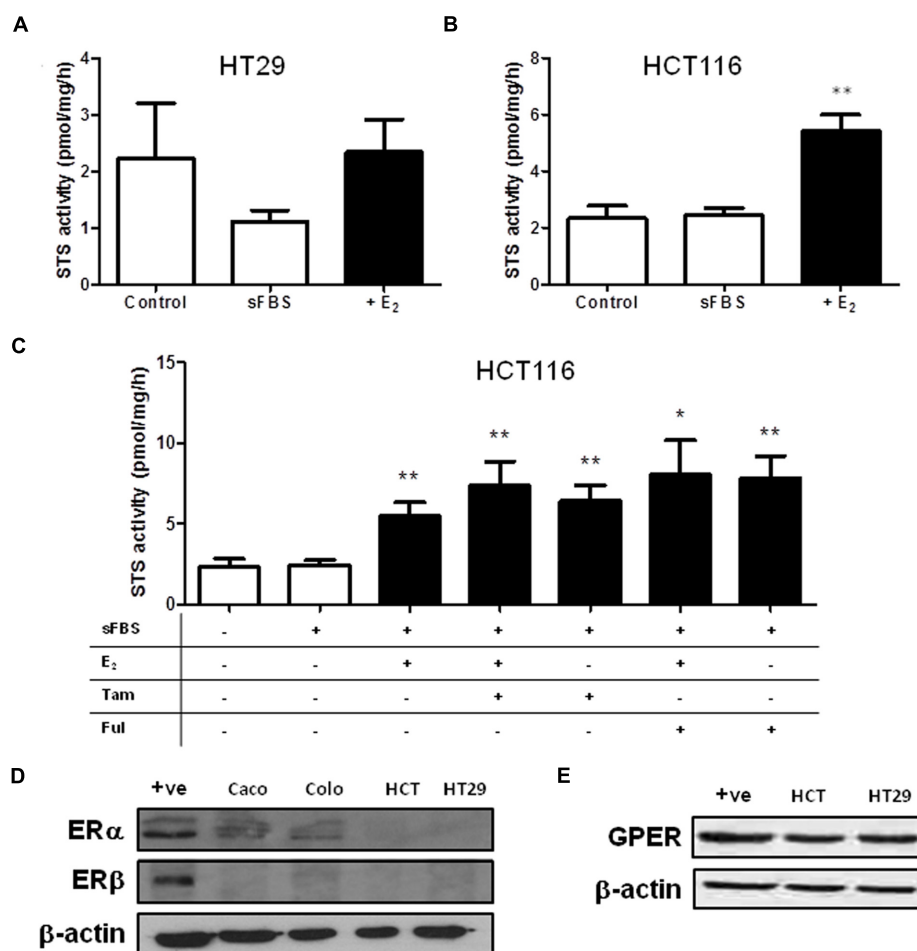 A
HT29
STS activity (pmol/mg/h)
4
3
2
1
0
Control sFBS + E₂
B
HCT116
STS activity (pmol/mg/h)
8
6
4
2
0
**
Control sFBS + E₂
C
HCT116
STS activity (pmol/mg/h)
15
10
5
0
** ** ** * **
sFBS - + + + + + +
E₂ - - + + - + -
Tam - - - + + - -
Ful - - - - - + +
D
+ve Caco Colo HCT HT29
ERα
ERβ
β-actin
E
+ve HCT HT29
GPER
β-actin